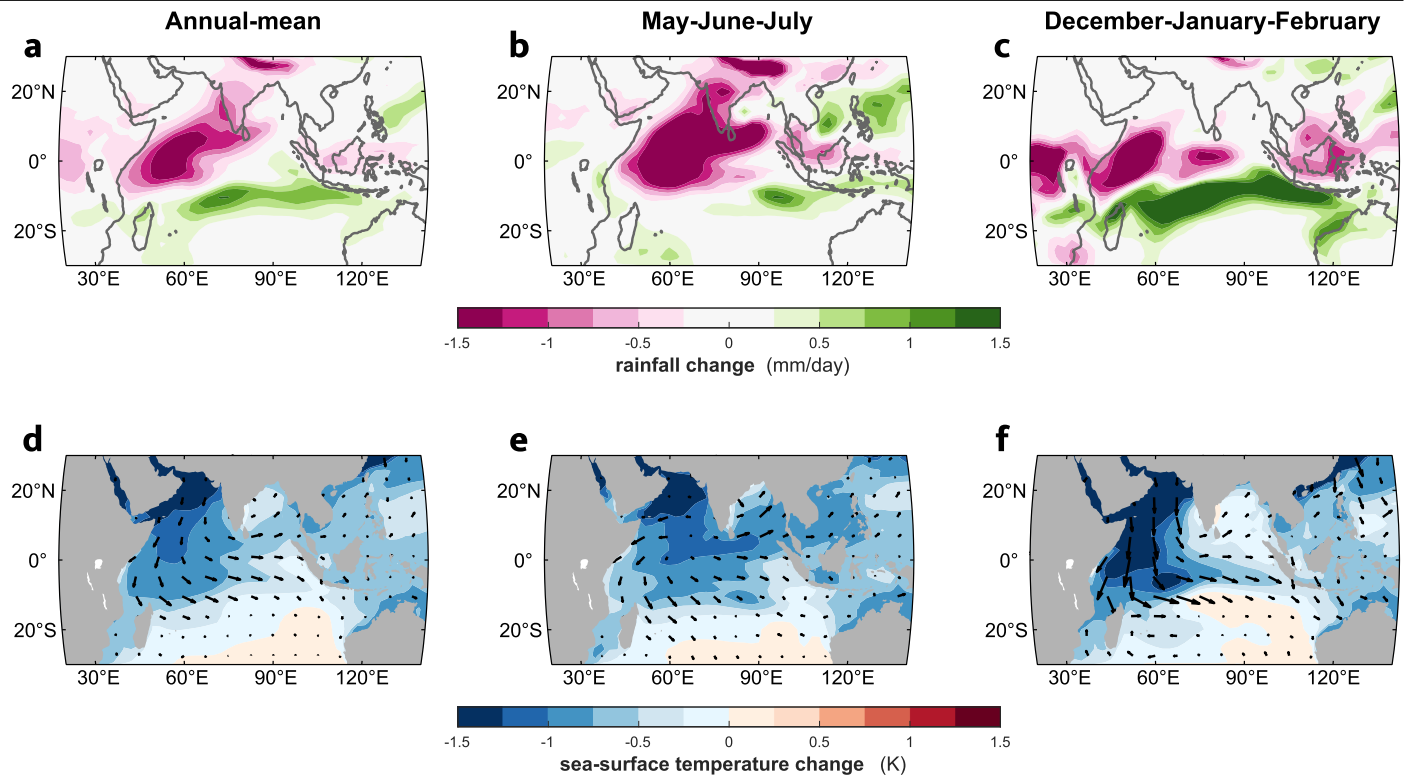 Annual-mean
May-June-July
December-January-February
a
b
c
20°N
0°
20°S
30°E
60°E
90°E
120°E
20°N
0°
20°S
30°E
60°E
90°E
120°E
20°N
0°
20°S
30°E
60°E
90°E
120°E
-1.5
-1
-0.5
0
0.5
1
1.5
rainfall change (mm/day)
d
e
f
20°N
0°
20°S
30°E
60°E
90°E
120°E
20°N
0°
20°S
30°E
60°E
90°E
120°E
20°N
0°
20°S
30°E
60°E
90°E
120°E
-1.5
-1
-0.5
0
0.5
1
1.5
sea-surface temperature change (K)